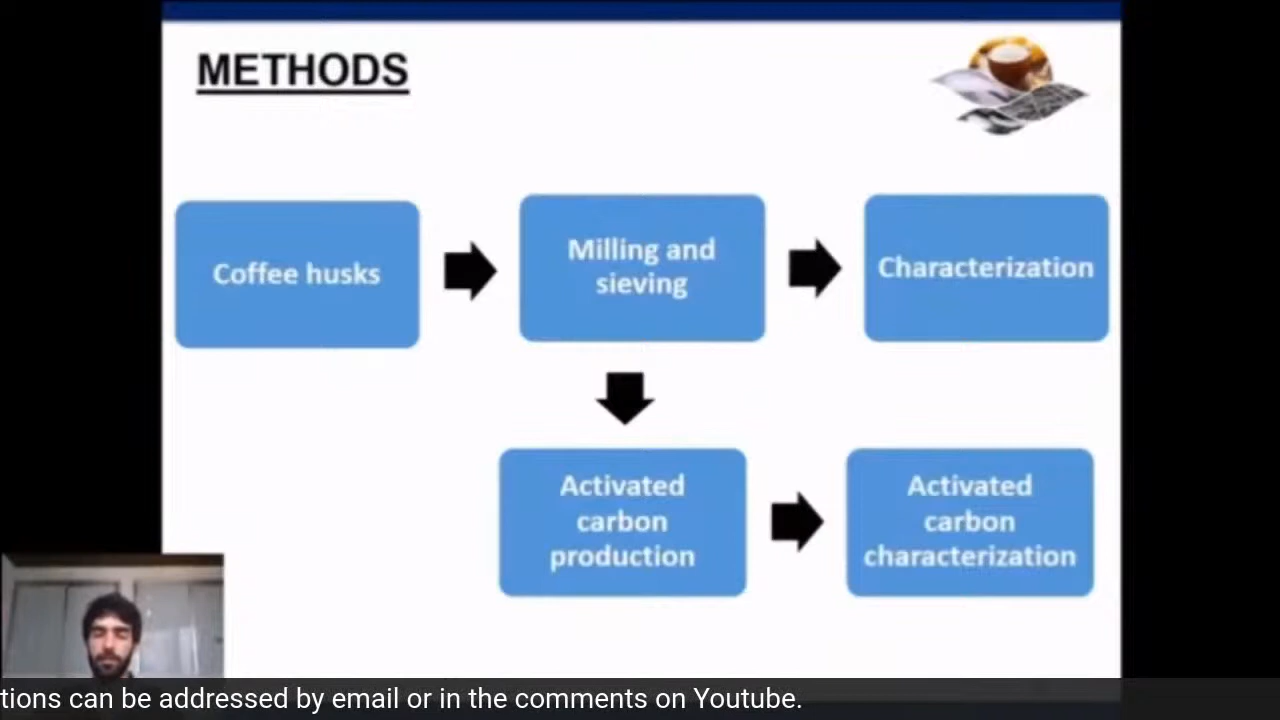 METHODS
Coffee husks
Milling and
sieving
Characterization
Activated
carbon
production
Activated
carbon
characterization
tions can be addressed by email or in the comments on Youtube.